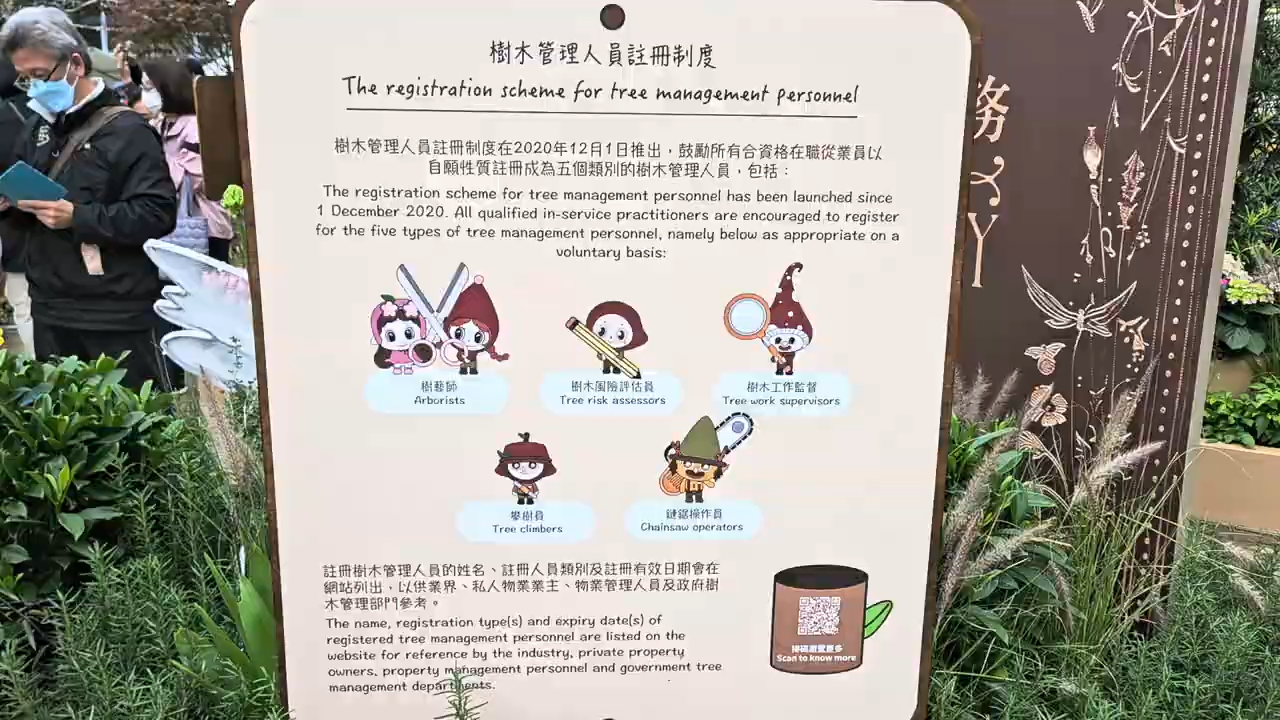 樹木管理人員註冊制度
The registration scheme for tree management personnel
樹木管理人員註冊制度在2020年12月1日推出，鼓勵所有合資格在職從業員以
自願性質註冊成為五個類別的樹木管理人員，包括：
The registration scheme for tree management personnel has been launched since
1 December 2020. All qualified in-service practitioners are encouraged to register
for the five types of tree management personnel, namely below as appropriate on a
voluntary basis:
樹藝師
Arborists
樹木風險評估員
Tree risk assessors
樹木工作監督
Tree work supervisors
攀樹員
Tree climbers
鏈鋸操作員
Chainsaw operators
註冊樹木管理人員的姓名、註冊人員類別及註冊有效日期會在
網站列出，以供業界、私人物業業主、物業管理人員及政府樹
木管理部門參考。
The name, registration type(s) and expiry date(s) of
registered tree management personnel are listed on the
website for reference by the industry, private property
owners, property management personnel and government tree
management departments.
掃碼瀏覽更多
Scan to know more
務
Y